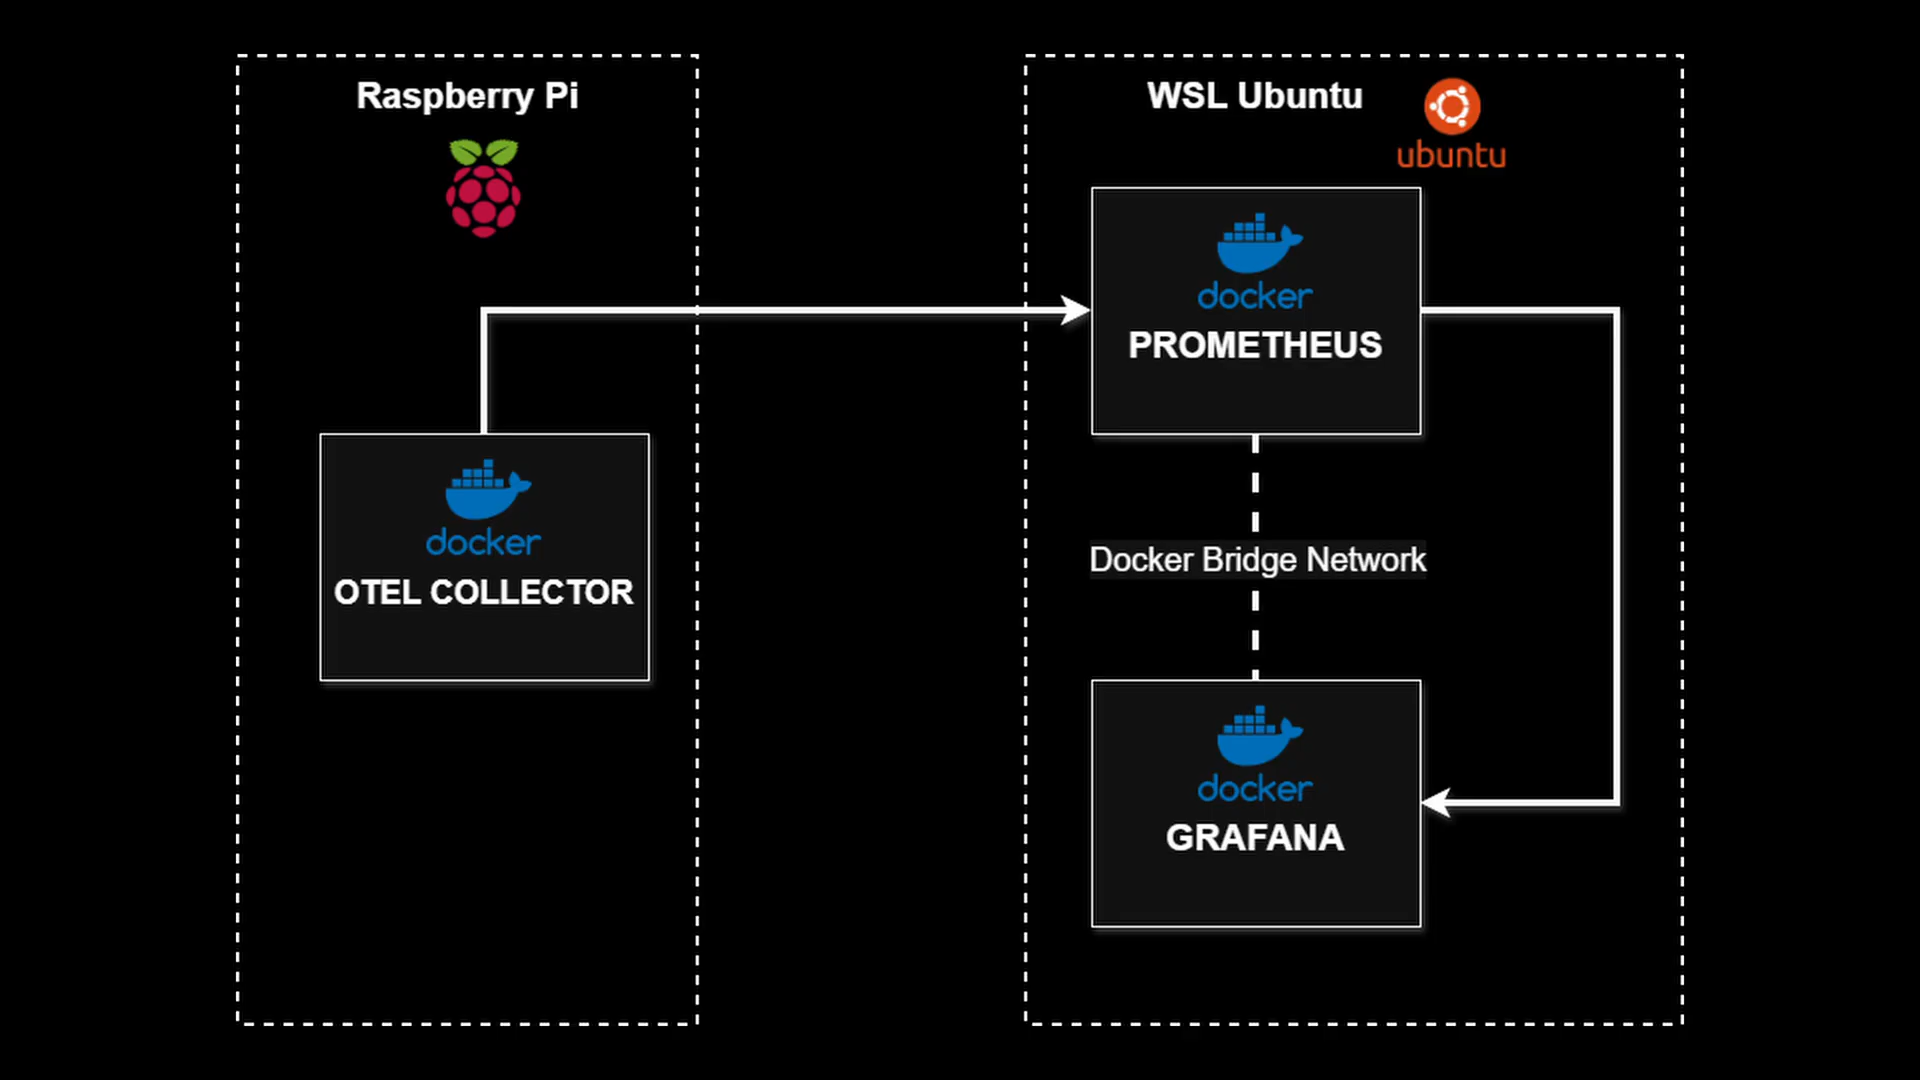 Raspberry Pi
docker
OTEL COLLECTOR
WSL Ubuntu
ubuntu
docker
PROMETHEUS
Docker Bridge Network
docker
GRAFANA